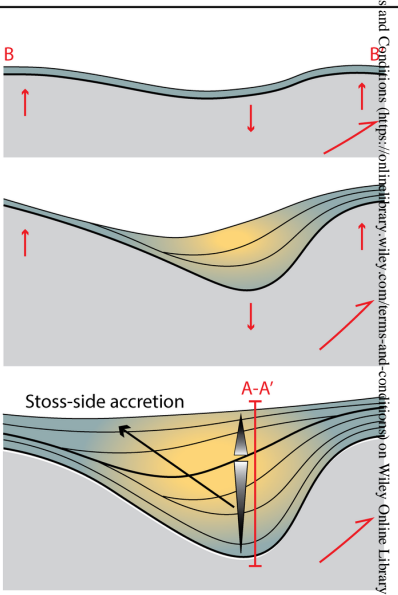 B
B
A-A’
Stoss-side accretion
s and Conditions (https://onlinelibrary.wiley.com/terms-and-conditions) on Wiley Online Library